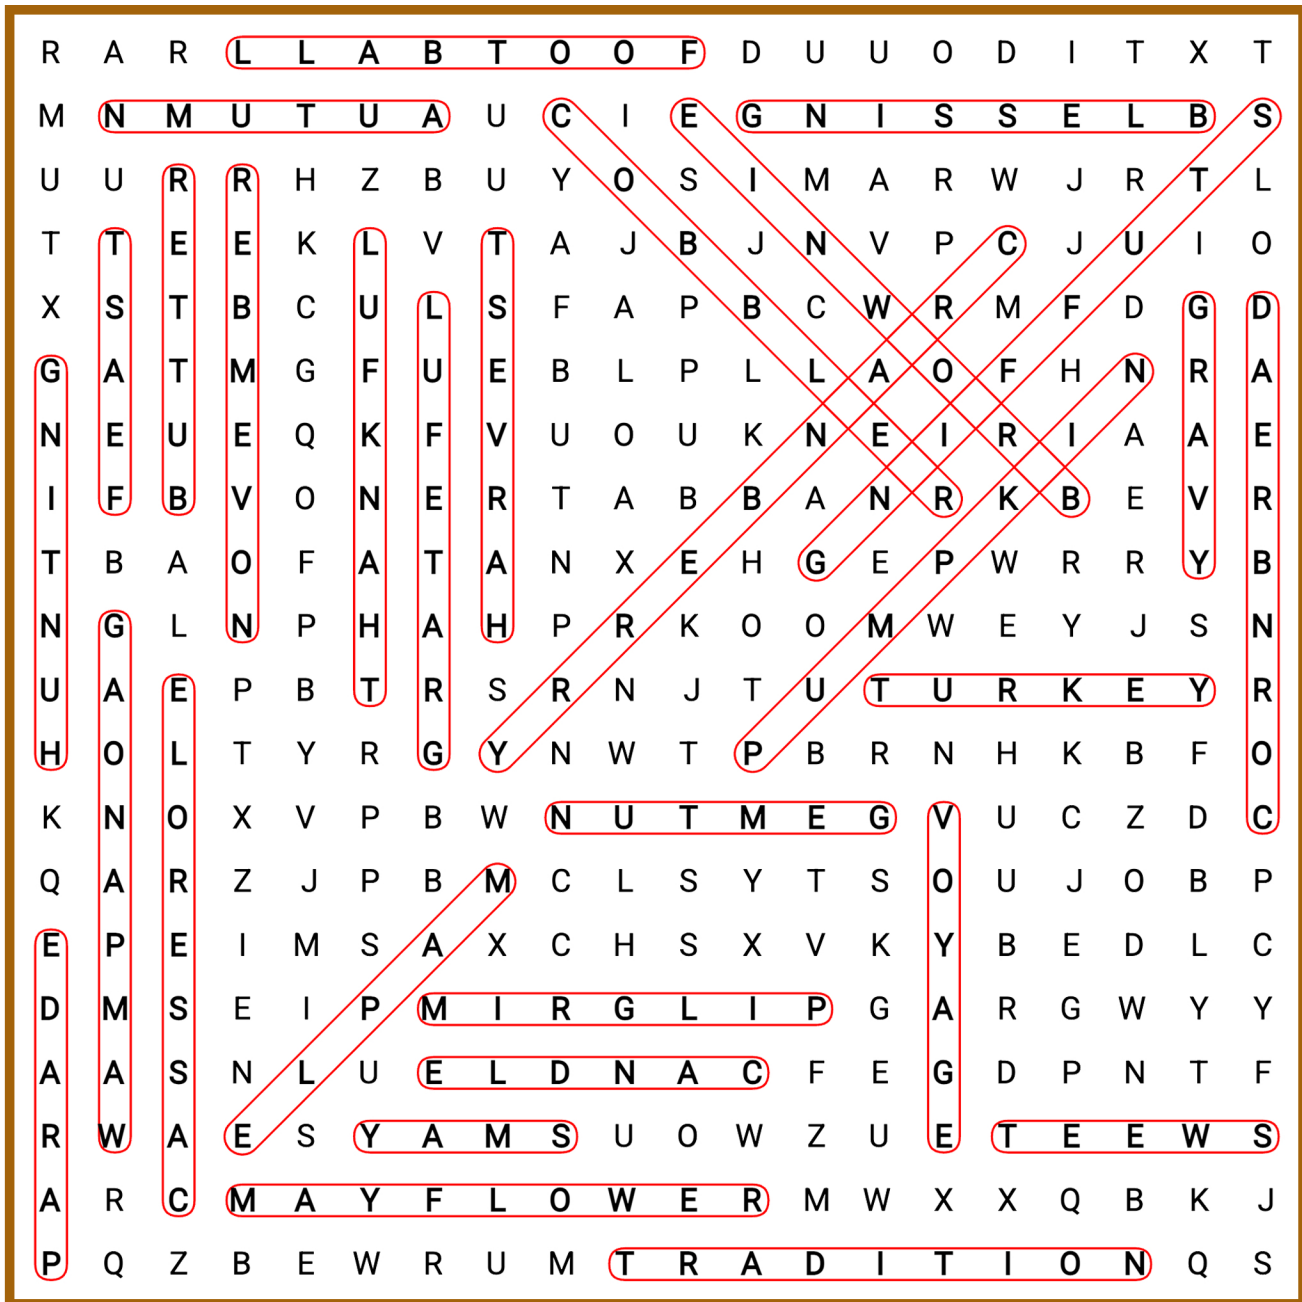 R A R L L A B T O O F D U U O D I T X T
M N M U T U A U C I E G N I S S E L B S
U U R R H Z B U Y O S I M A R W J R T L
T T E E K L V T A J B J N V P C J U I O
X S T B C U L S F A P B C W R M F D G D
G A T M G F U E B L P L L A O F H N R A
N E U E Q K F V U O U K N E I R I A A E
I F B V O N E R T A B B A N R K B E V R
T B A O F A T A N X E H G E P W R R Y B
N G L N P H A H P R K O O M W E Y J S N
U A E P B T R S R N J T U T U R K E Y R
H O L T Y R G Y N W T P B R N H K B F O
K N O X V P B W N U T M E G V U C Z D C
Q A R Z J P B M C L S Y T S O U J O B P
E P E I M S A X C H S X V K Y B E D L C
D M S E I P M I R G L I P G A R G W Y Y
A A S N L U E L D N A C F E G D P N T F
R W A E S Y A M S U O W Z U E T E E W S
A R C M A Y F L O W E R M W X X Q B K J
P Q Z B E W R U M T R A D I T I O N Q S